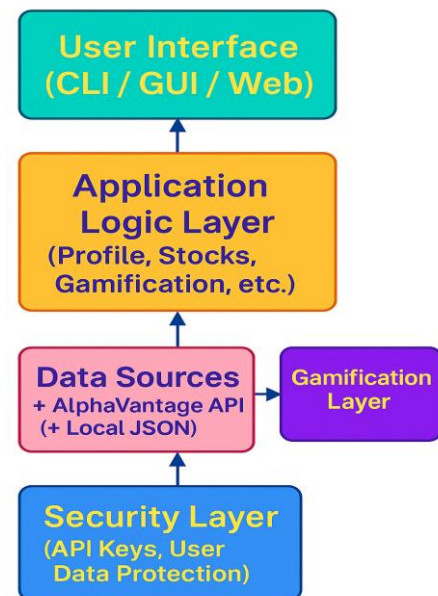 User Interface
(CLI / GUI / Web)
Application
Logic Layer
(Profile, Stocks,
Gamification, etc.)
Data Sources
+ AlphaVantage API
(+ Local JSON)
Gamification
Layer
Security Layer
(API Keys, User
Data Protection)